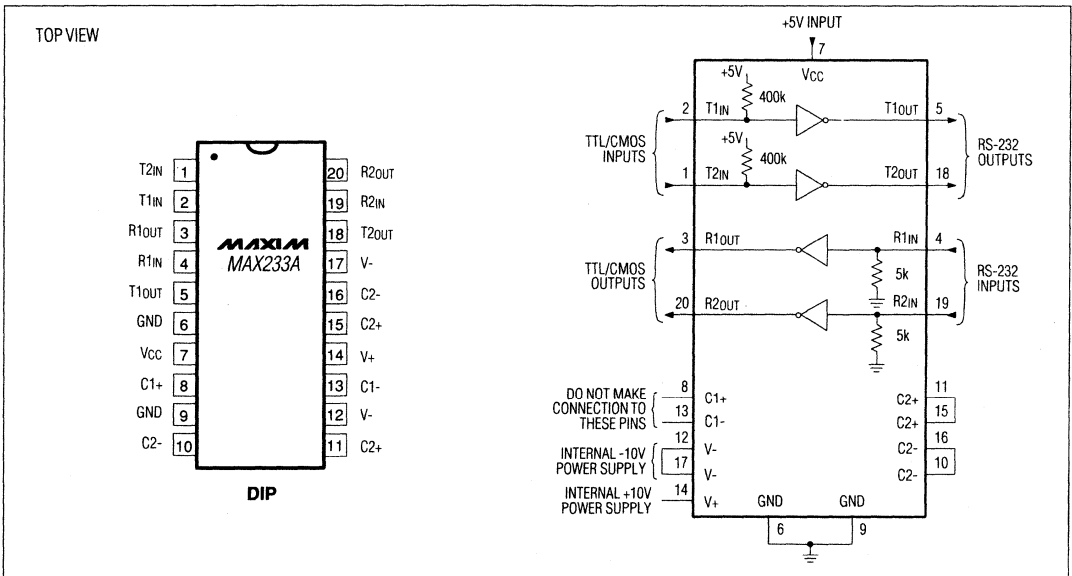 TOP VIEW
T2IN 1
T1IN 2
R1OUT 3
R1IN 4
T1OUT 5
GND 6
VCC 7
C1+ 8
GND 9
C2- 10
MAXIM
MAX233A
20 R2OUT
19 R2IN
18 T2OUT
17 V-
16 C2-
15 C2+
14 V+
13 C1-
12 V-
11 C2+
DIP
+5V INPUT
7
VCC
+5V
400k
2 T1IN
T1OUT 5
+5V
400k
1 T2IN
T2OUT 18
TTL/CMOS
INPUTS
RS-232
OUTPUTS
3 R1OUT
R1IN 4
5k
20 R2OUT
R2IN 19
5k
TTL/CMOS
OUTPUTS
RS-232
INPUTS
DO NOT MAKE
CONNECTION TO
THESE PINS
8 C1+
13 C1-
INTERNAL -10V
POWER SUPPLY
12 V-
17 V-
INTERNAL +10V
POWER SUPPLY
14 V+
C2+ 11
C2+ 15
C2- 16
C2- 10
GND GND
6 9